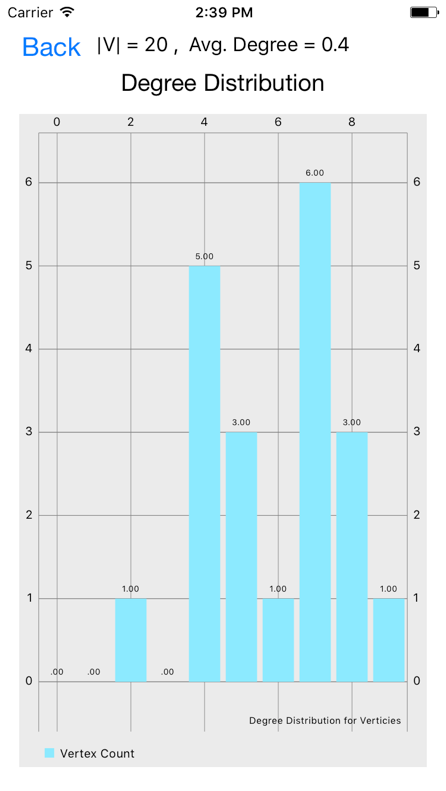 Carrier 2:39 PM
Back |V| = 20 , Avg. Degree = 0.4
Degree Distribution
0 2 4 6 8
6.00
6 6
5.00
5 5
4 4
3.00 3.00
3 3
2 2
1.00 1.00 1.00
1 1
.00 .00 .00
0 0
Degree Distribution for Verticies
Vertex Count